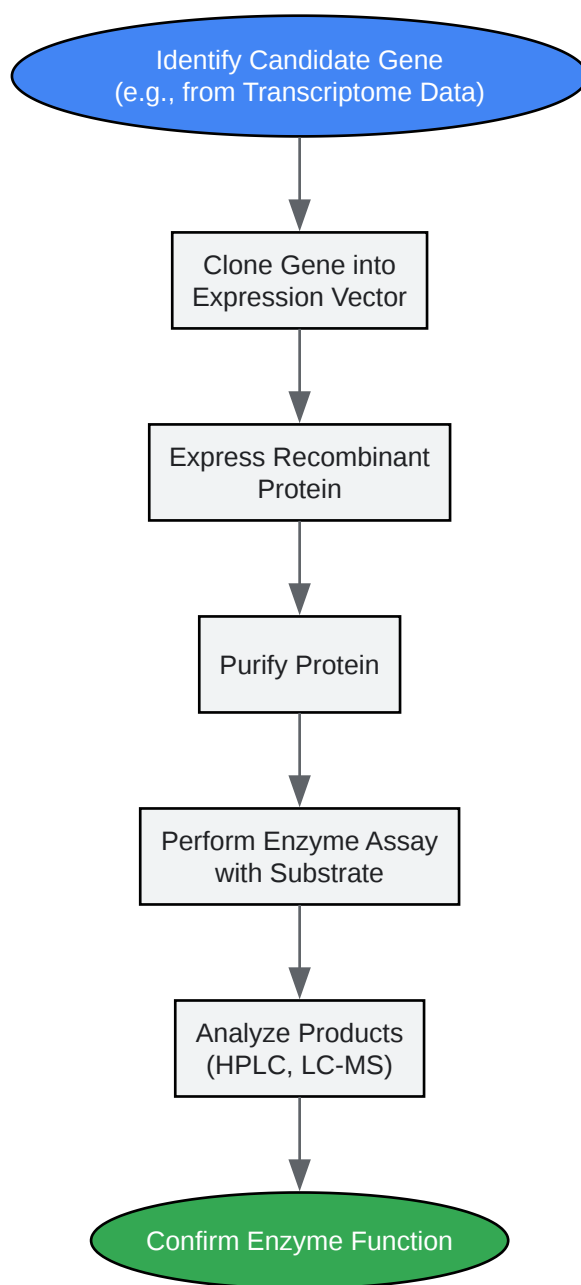 Identify Candidate Gene
(e.g., from Transcriptome Data)
Clone Gene into
Expression Vector
Express Recombinant
Protein
Purify Protein
Perform Enzyme Assay
with Substrate
Analyze Products
(HPLC, LC-MS)
Confirm Enzyme Function